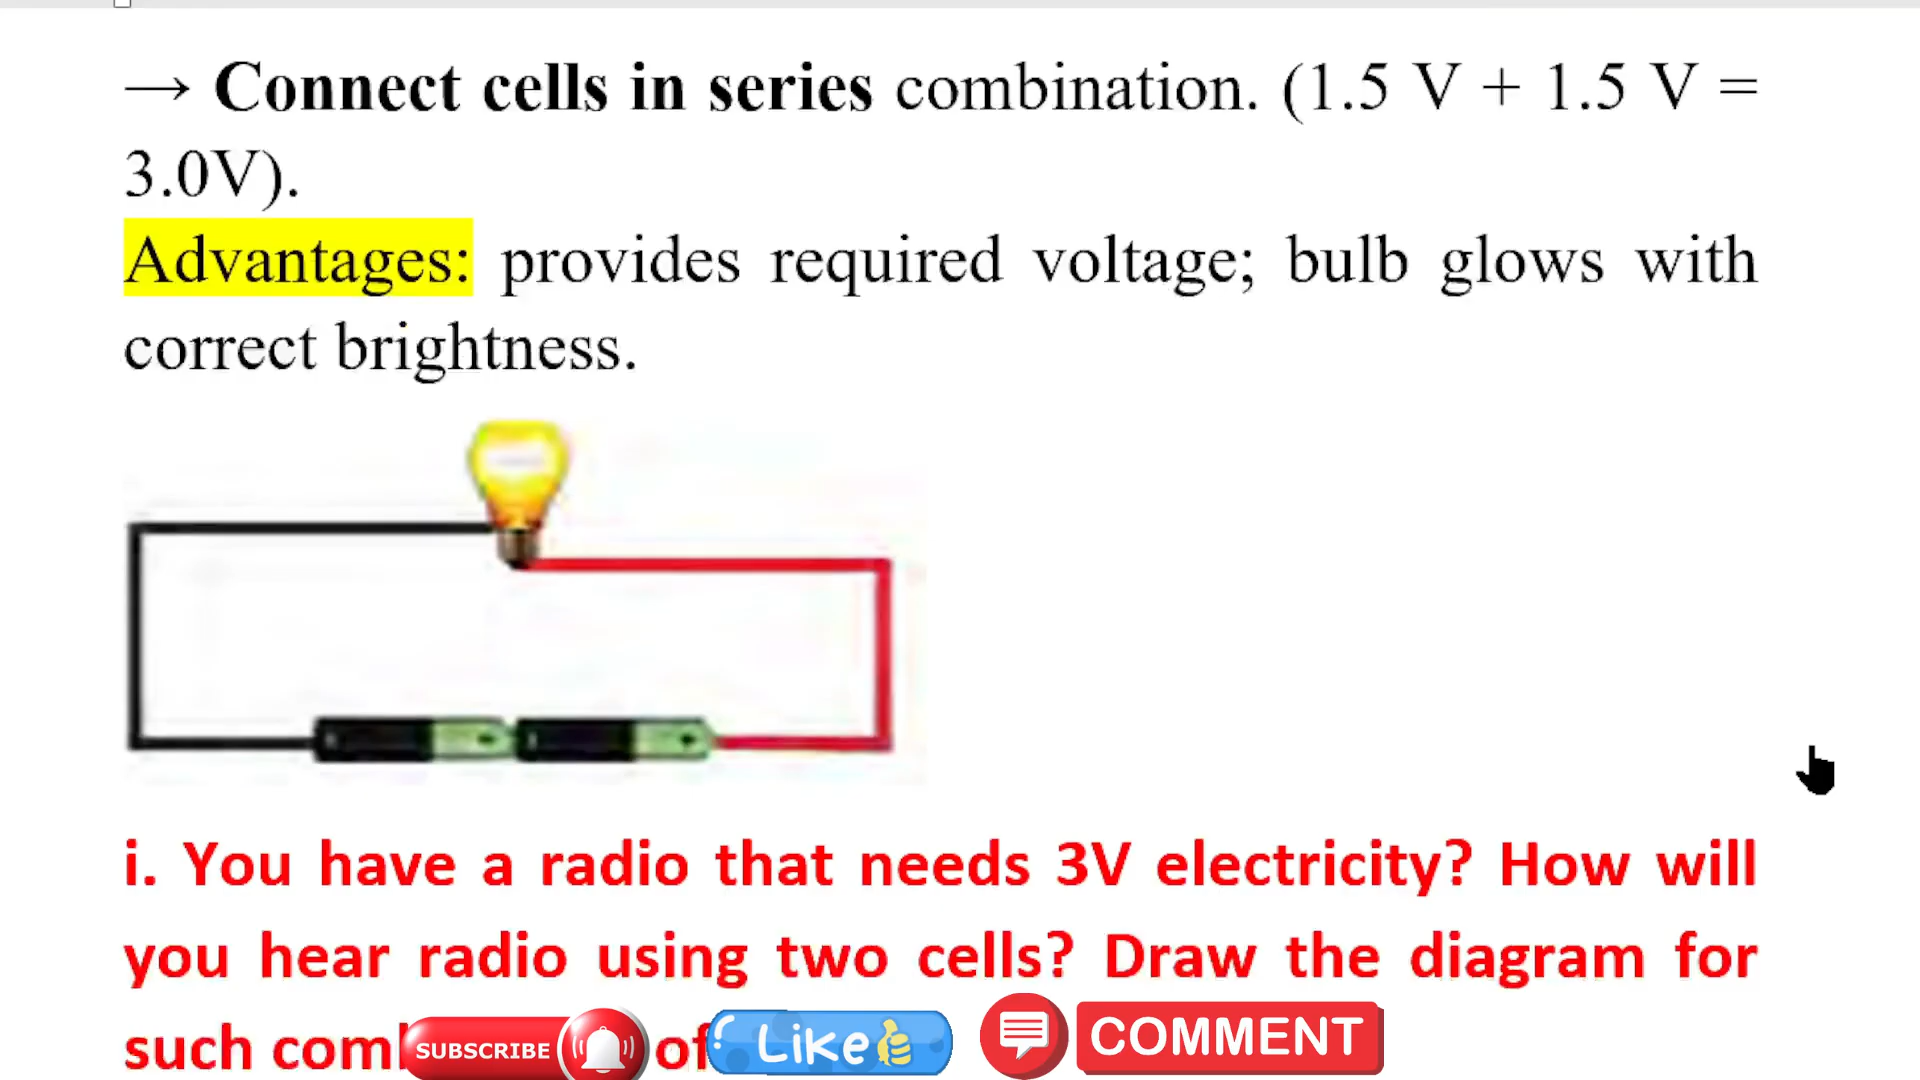 → Connect cells in series combination. (1.5 V + 1.5 V =
3.0V).
Advantages: provides required voltage; bulb glows with
correct brightness.
i. You have a radio that needs 3V electricity? How will
you hear radio using two cells? Draw the diagram for
such of
SUBSCRIBE
Like
COMMENT